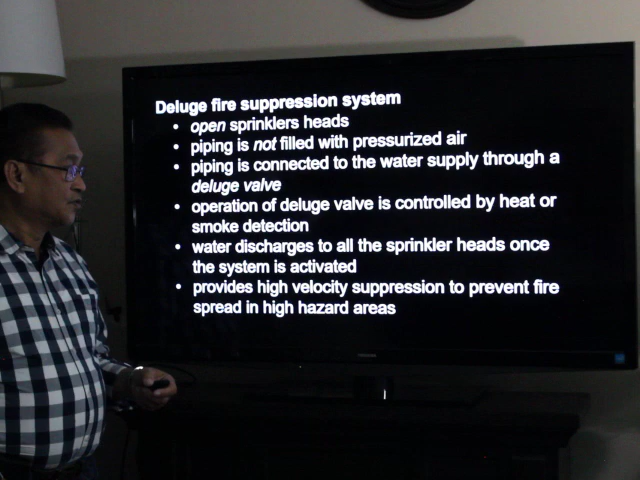 Deluge fire suppression system
• open sprinklers heads
• piping is not filled with pressurized air
• piping is connected to the water supply through a
deluge valve
• operation of deluge valve is controlled by heat or
smoke detection
• water discharges to all the sprinkler heads once
the system is activated
• provides high velocity suppression to prevent fire
spread in high hazard areas